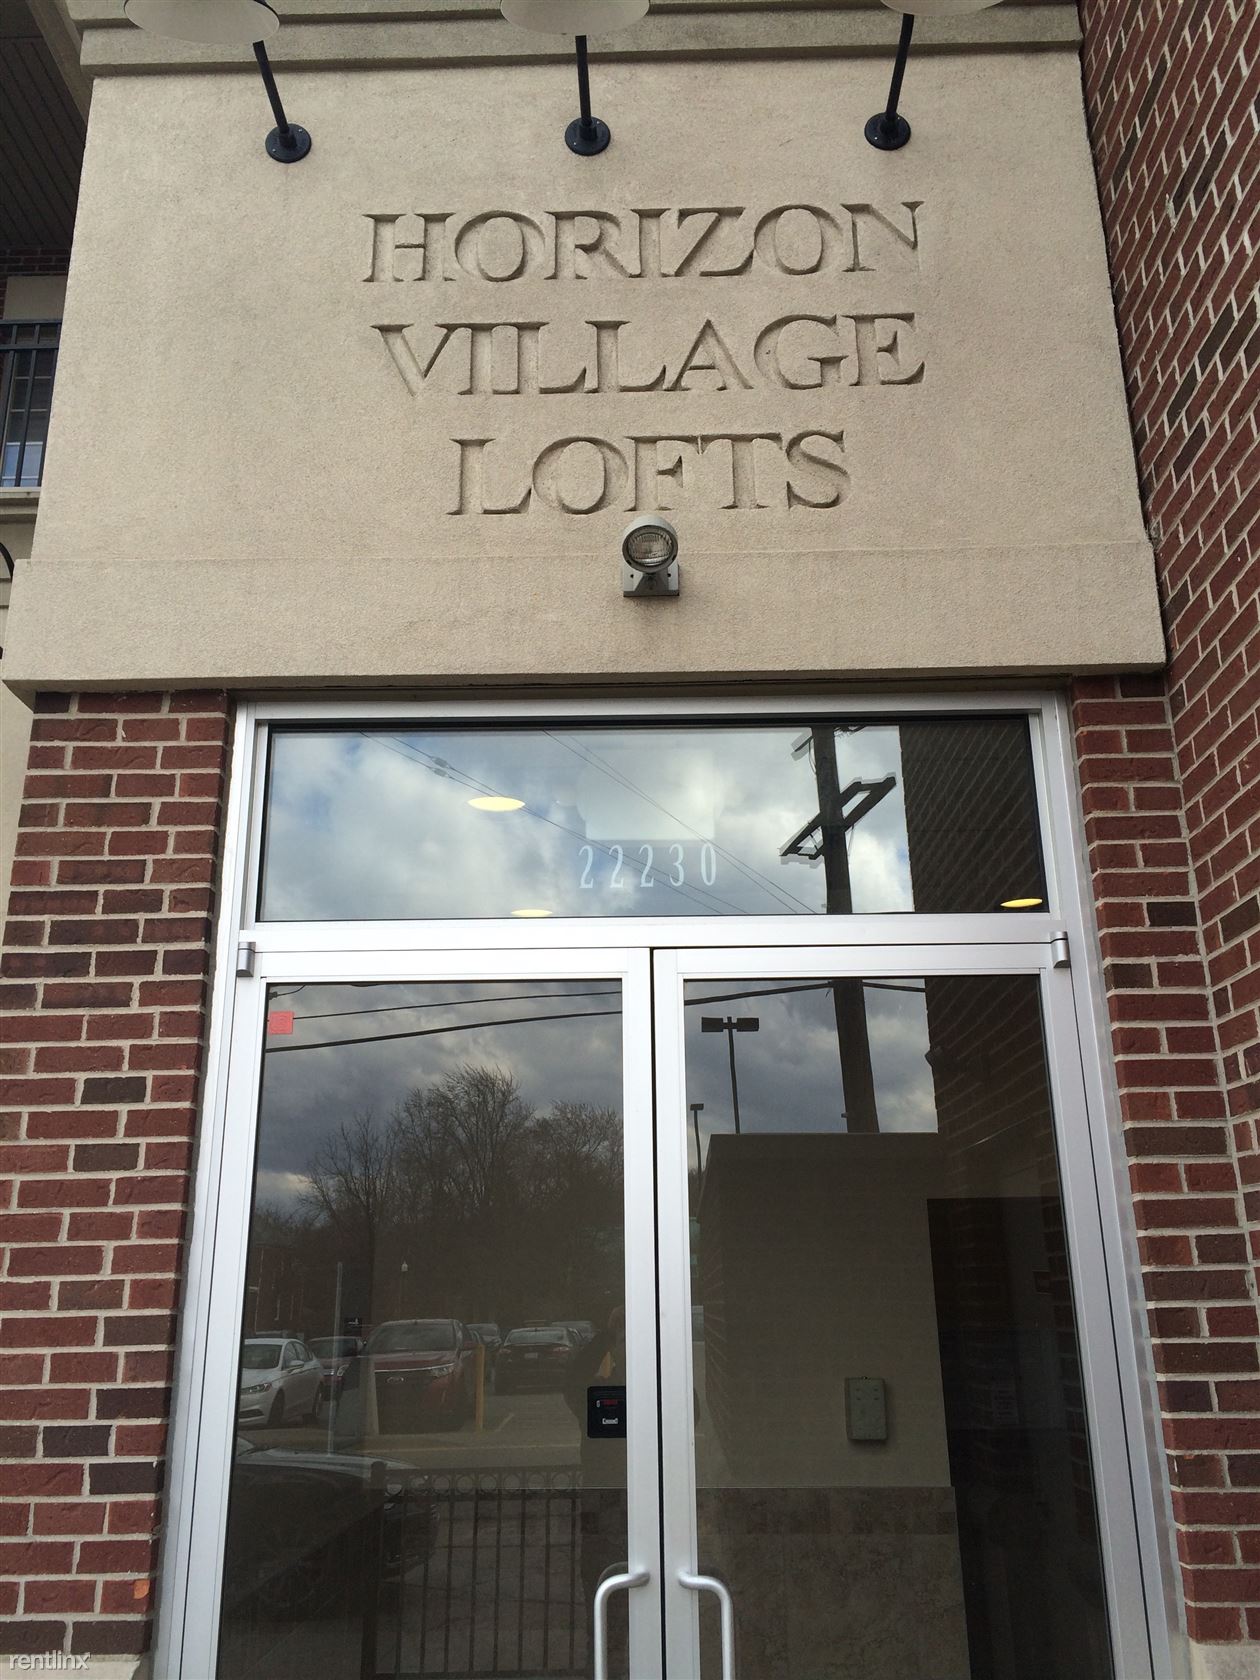 HORIZON
VILLAGE
LOFTS
22230
rentlinx